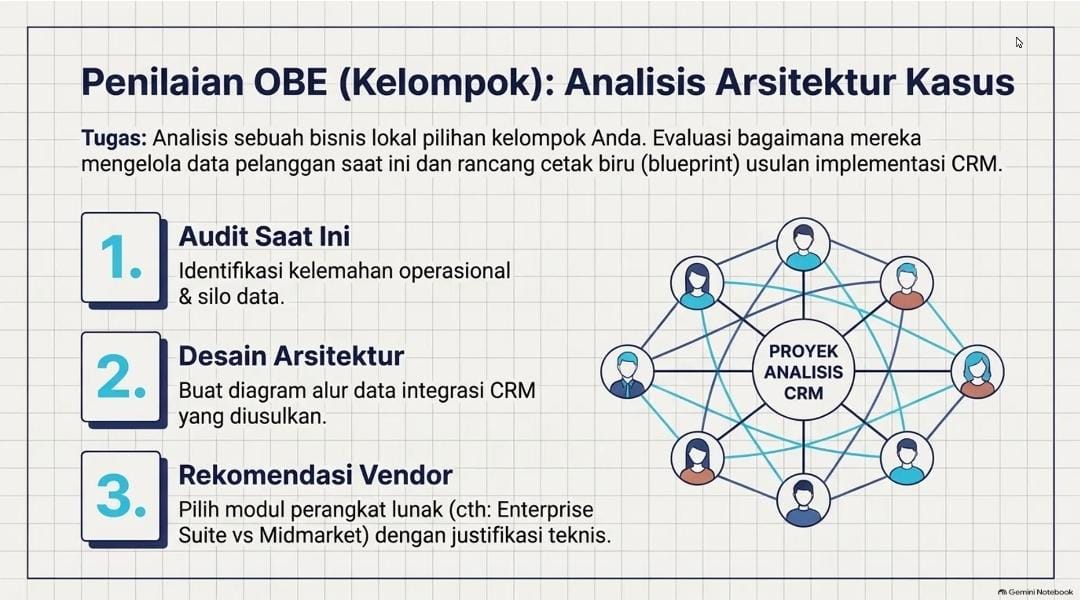 Penilaian OBE (Kelompok): Analisis Arsitektur Kasus
Tugas: Analisis sebuah bisnis lokal pilihan kelompok Anda. Evaluasi bagaimana mereka
mengelola data pelanggan saat ini dan rancang cetak biru (blueprint) usulan implementasi CRM.
1.
Audit Saat Ini
Identifikasi kelemahan operasional
& silo data.
2.
Desain Arsitektur
Buat diagram alur data integrasi CRM
yang diusulkan.
3.
Rekomendasi Vendor
Pilih modul perangkat lunak (cth: Enterprise
Suite vs Midmarket) dengan justifikasi teknis.
PROYEK
ANALISIS
CRM
Gemini Notebook